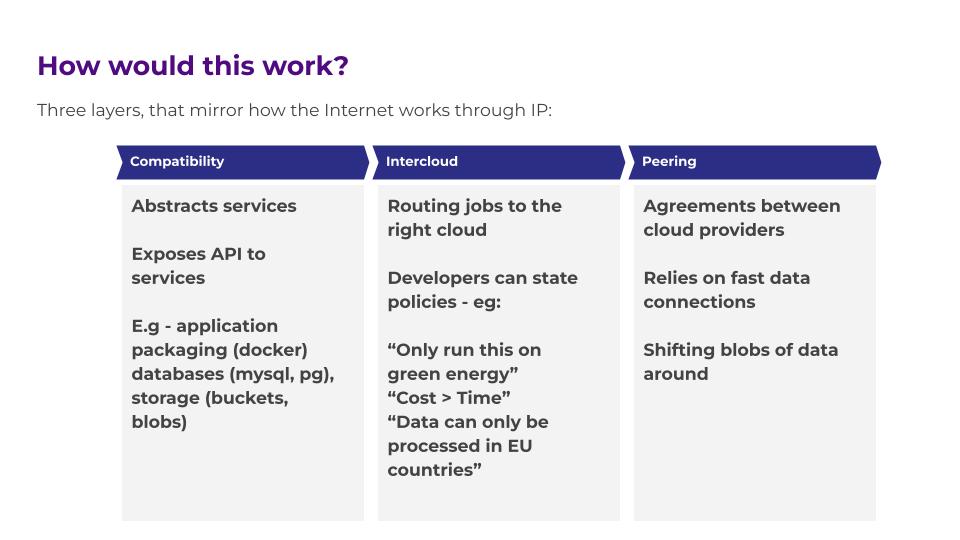 How would this work?
Three layers, that mirror how the Internet works through IP:
Compatibility
Abstracts services
Exposes API to
services
E.g - application
packaging (docker)
databases (mysql, pg),
storage (buckets,
blobs)
Intercloud
Routing jobs to the
right cloud
Developers can state
policies - eg:
“Only run this on
green energy”
“Cost > Time”
“Data can only be
processed in EU
countries”
Peering
Agreements between
cloud providers
Relies on fast data
connections
Shifting blobs of data
around